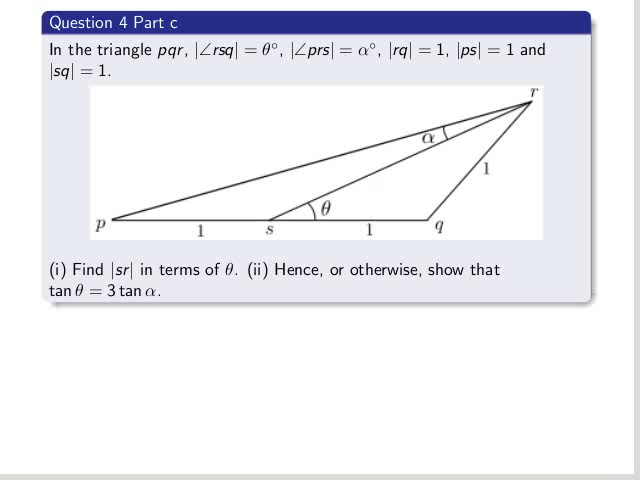 Question 4 Part c
In the triangle pqr, |∠rsq| = θ°, |∠prs| = α°, |rq| = 1, |ps| = 1 and
|sq| = 1.
r
α
1
θ
p
1
s
1
q
(i) Find |sr| in terms of θ. (ii) Hence, or otherwise, show that
tan θ = 3 tan α.